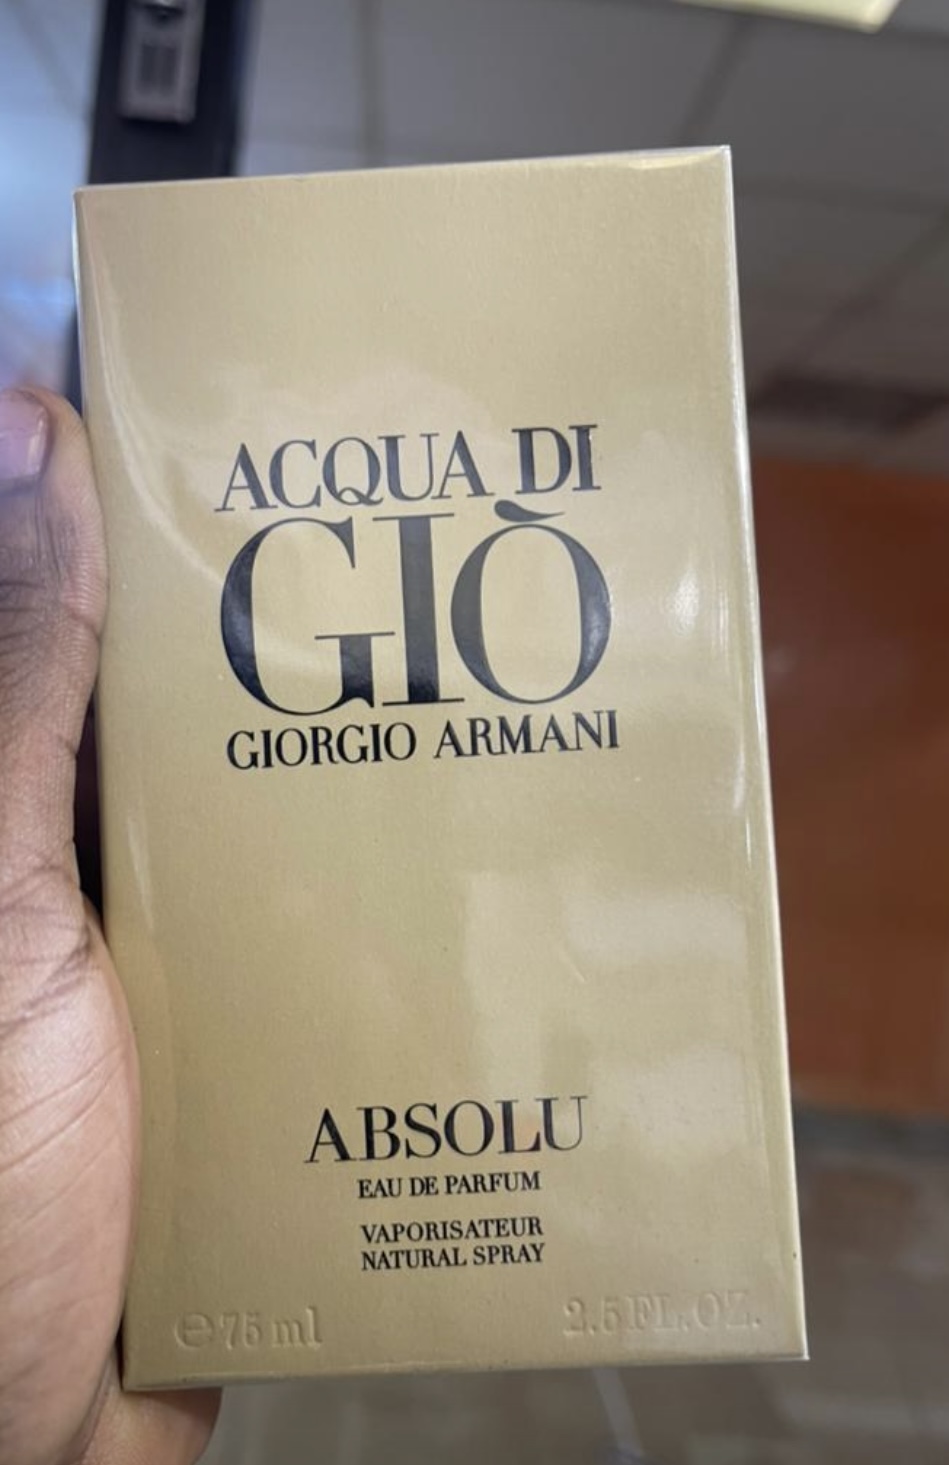 ACQUA DI
GIÒ
GIORGIO ARMANI
ABSOLU
EAU DE PARFUM
VAPORISATEUR
NATURAL SPRAY
℮ 75 ml 2.5 FL. OZ.